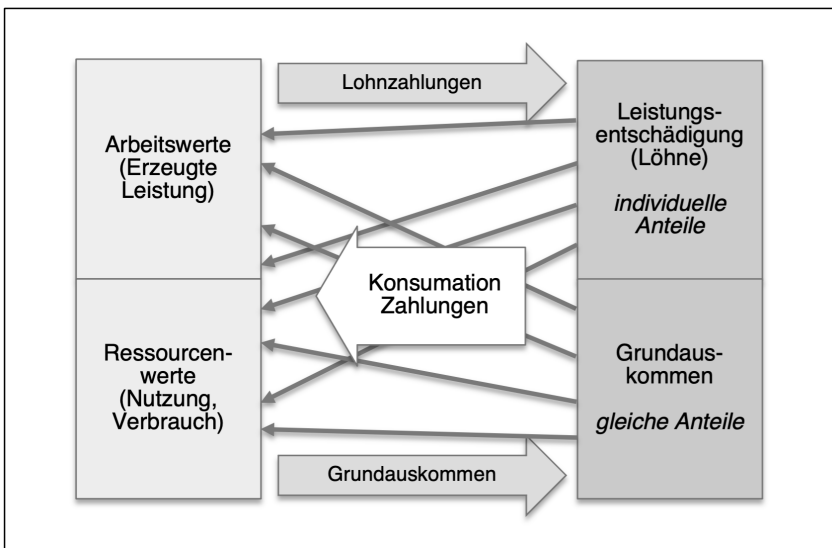 Lohnzahlungen
Arbeitswerte
(Erzeugte
Leistung)
Leistungs-
entschädigung
(Löhne)
individuelle
Anteile
Konsumation
Zahlungen
Ressourcen-
werte
(Nutzung,
Verbrauch)
Grundaus-
kommen
gleiche Anteile
Grundauskommen